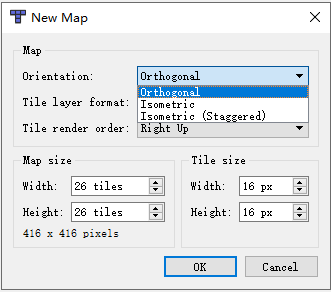 New Map
Map
Orientation: Orthogonal
Orthogonal
Tile layer format: Isometric
Isometric (Staggered)
Tile render order: Right Up
Map size
Width: 26 tiles
Height: 26 tiles
416 x 416 pixels
Tile size
Width: 16 px
Height: 16 px
OK
Cancel